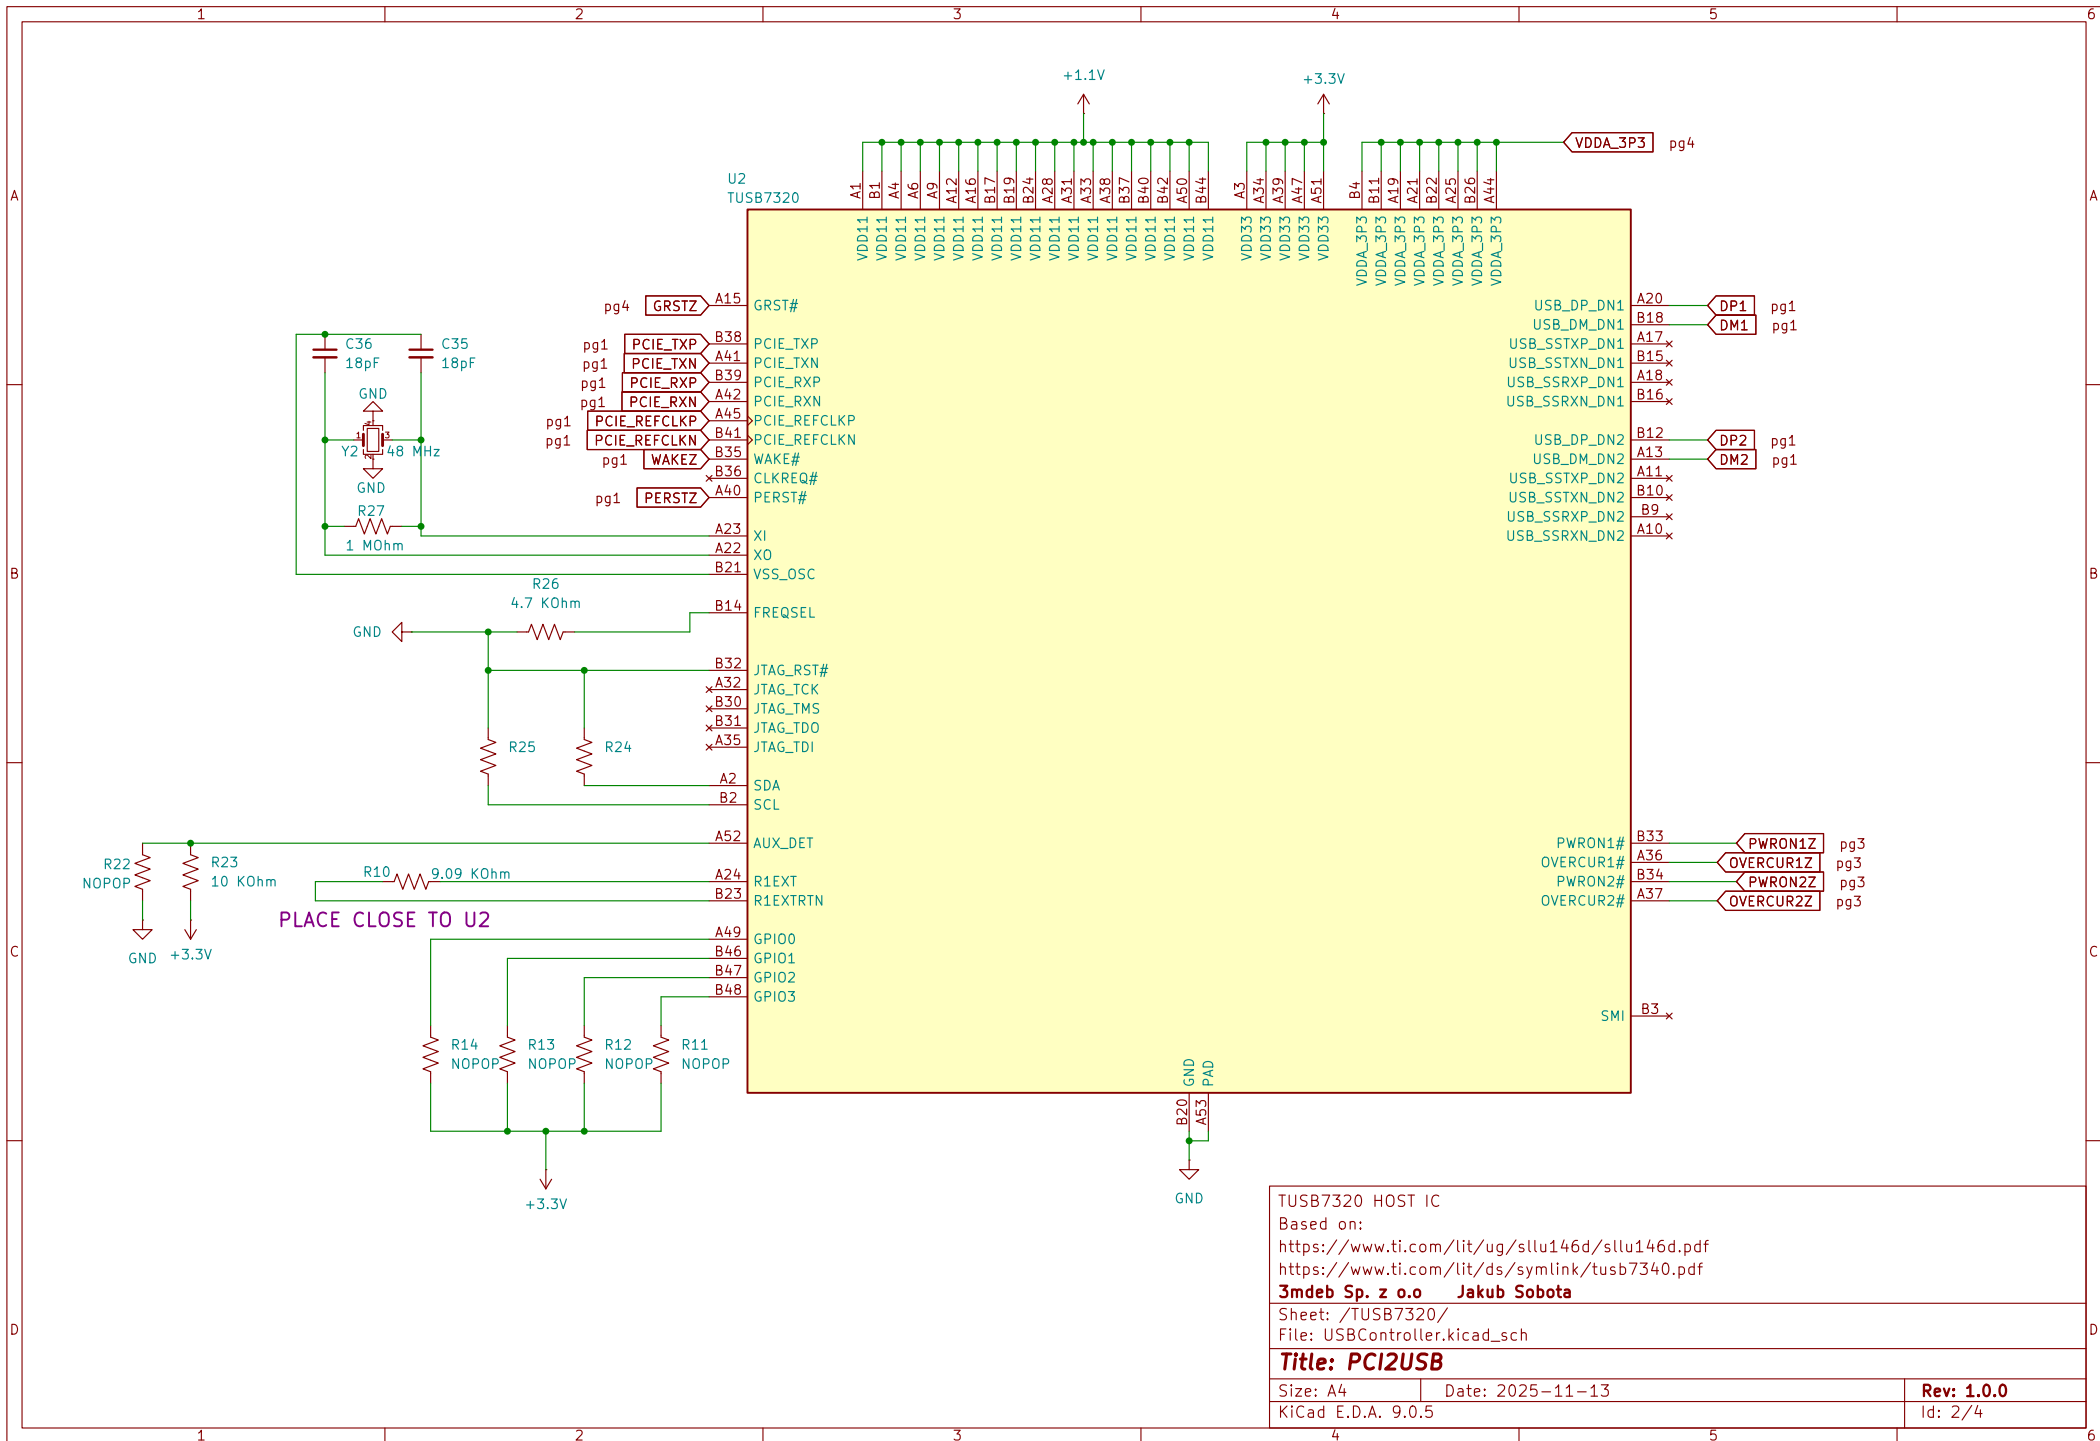 1 2 3 4 5 6
A A
B B
C C
D D
+1.1V
+3.3V
VDDA_3P3 pg4
U2
TUSB7320
A1 B1 A4 A6 A9 A12 A16 B17 B19 B24 A28 A31 A33 A38 B37 B40 B42 A50 B44
A3 A34 A39 A47 A51
B4 B11 A19 A21 B22 A25 B26 A44
VDD11 VDD11 VDD11 VDD11 VDD11 VDD11 VDD11 VDD11 VDD11 VDD11 VDD11 VDD11 VDD11 VDD11 VDD11 VDD11 VDD11 VDD11 VDD11
VDD33 VDD33 VDD33 VDD33 VDD33
VDDA_3P3 VDDA_3P3 VDDA_3P3 VDDA_3P3 VDDA_3P3 VDDA_3P3 VDDA_3P3 VDDA_3P3
pg4 GRSTZ A15 GRST#
pg1 PCIE_TXP B38 PCIE_TXP
pg1 PCIE_TXN A41 PCIE_TXN
pg1 PCIE_RXP B39 PCIE_RXP
pg1 PCIE_RXN A42 PCIE_RXN
pg1 PCIE_REFCLKP A45 PCIE_REFCLKP
pg1 PCIE_REFCLKN B41 PCIE_REFCLKN
pg1 WAKEZ B35 WAKE#
B36 CLKREQ#
pg1 PERSTZ A40 PERST#
C36
18pF
C35
18pF
GND
1 3
4
2
Y2 48 MHz
GND
R27
1 MOhm
A23 XI
A22 XO
B21 VSS_OSC
R26
4.7 KOhm
B14 FREQSEL
GND
B32 JTAG_RST#
A32 JTAG_TCK
B30 JTAG_TMS
B31 JTAG_TDO
A35 JTAG_TDI
R25
R24
A2 SDA
B2 SCL
A52 AUX_DET
R22
NOPOP
R23
10 KOhm
R10 9.09 KOhm
A24 R1EXT
B23 R1EXTRTN
PLACE CLOSE TO U2
GND
+3.3V
A49 GPIO0
B46 GPIO1
B47 GPIO2
B48 GPIO3
R14
NOPOP
R13
NOPOP
R12
NOPOP
R11
NOPOP
+3.3V
USB_DP_DN1 A20 DP1 pg1
USB_DM_DN1 B18 DM1 pg1
USB_SSTXP_DN1 A17
USB_SSTXN_DN1 B15
USB_SSRXP_DN1 A18
USB_SSRXN_DN1 B16
USB_DP_DN2 B12 DP2 pg1
USB_DM_DN2 A13 DM2 pg1
USB_SSTXP_DN2 A11
USB_SSTXN_DN2 B10
USB_SSRXP_DN2 B9
USB_SSRXN_DN2 A10
PWRON1# B33 PWRON1Z pg3
OVERCUR1# A36 OVERCUR1Z pg3
PWRON2# B34 PWRON2Z pg3
OVERCUR2# A37 OVERCUR2Z pg3
SMI B3
GND PAD
B20 A53
GND
TUSB7320 HOST IC
Based on:
https://www.ti.com/lit/ug/sllu146d/sllu146d.pdf
https://www.ti.com/lit/ds/symlink/tusb7340.pdf
3mdeb Sp. z o.o Jakub Sobota
Sheet: /TUSB7320/
File: USBController.kicad_sch
Title: PCI2USB
Size: A4 Date: 2025-11-13 Rev: 1.0.0
KiCad E.D.A. 9.0.5 Id: 2/4
1 2 3 4 5 6